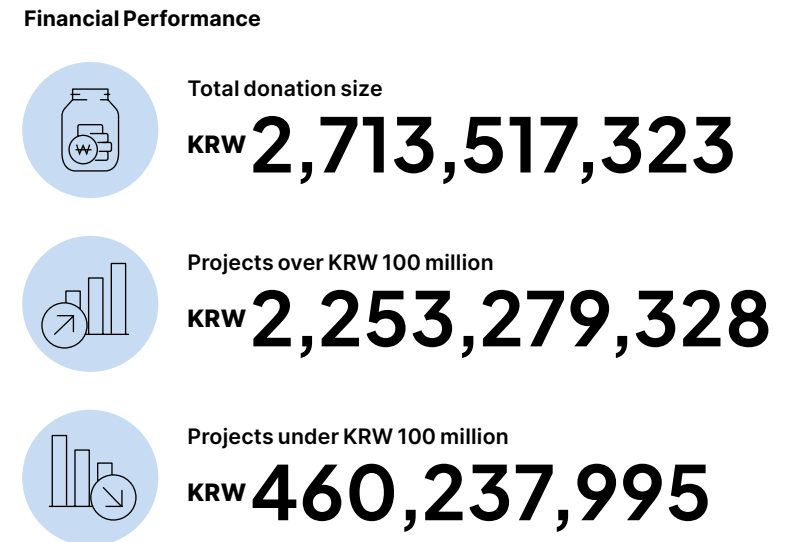 Financial Performance
Total donation size
KRW 2,713,517,323
Projects over KRW 100 million
KRW 2,253,279,328
Projects under KRW 100 million
KRW 460,237,995